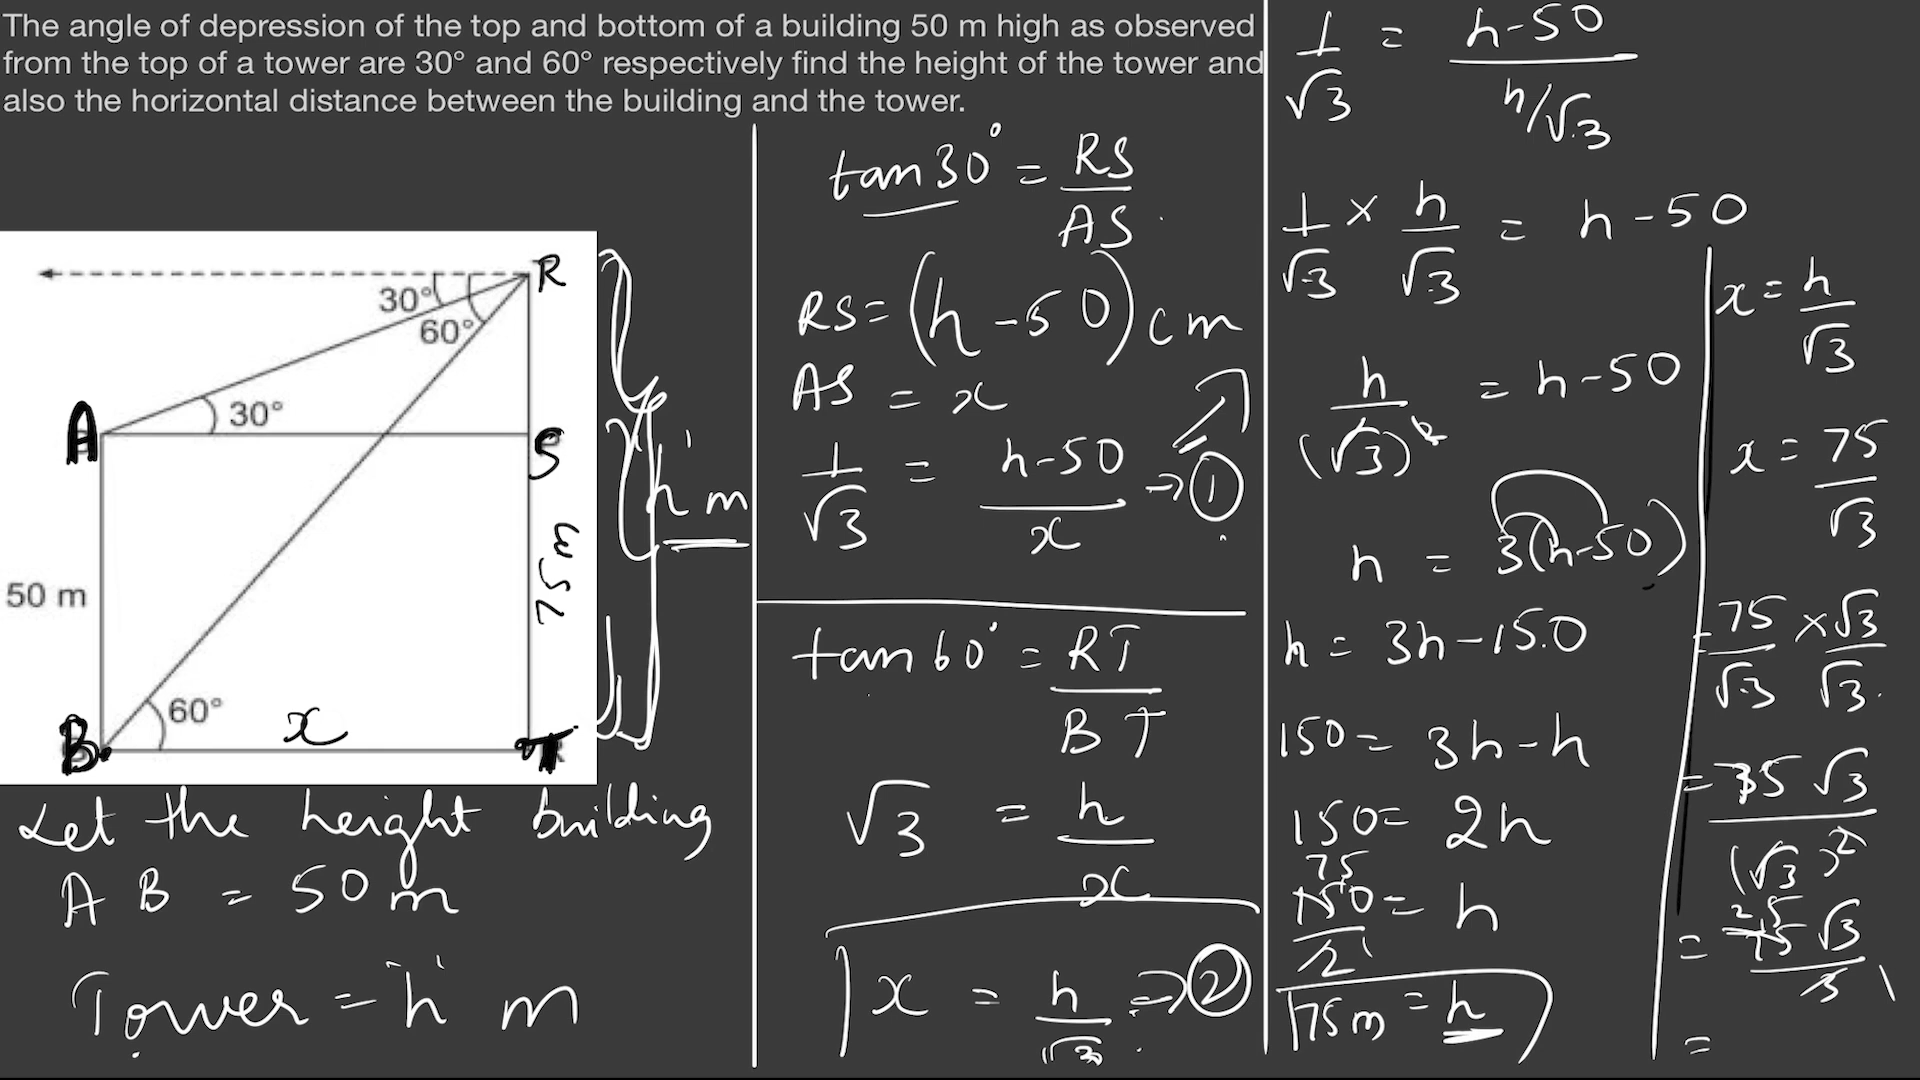 The angle of depression of the top and bottom of a building 50 m high as observed
from the top of a tower are 30° and 60° respectively find the height of the tower and
also the horizontal distance between the building and the tower.
R
30°
60°
A
30°
S
h' m
50 m
75 m
60°
x
B
T
Let the height building
A B = 50 m
Tower = 'h' m
tan 30° = RS/AS
RS = (h - 50) cm
AS = x
1/√3 = h-50/x → ①
tan 60° = RT/BT
√3 = h/x
x = h/√3 ⇒ ②
1/√3 = h-50/h/√3
1/√3 × h/√3 = h - 50
h/(√3)² = h - 50
h = 3(h-50)
h = 3h - 150
150 = 3h - h
150 = 2h
75
150/2 = h
1
75 m = h
x = h/√3
x = 75/√3
= 75/√3 × √3/√3
= 75 √3/(√3)²
25
= 75 √3/3
1
=